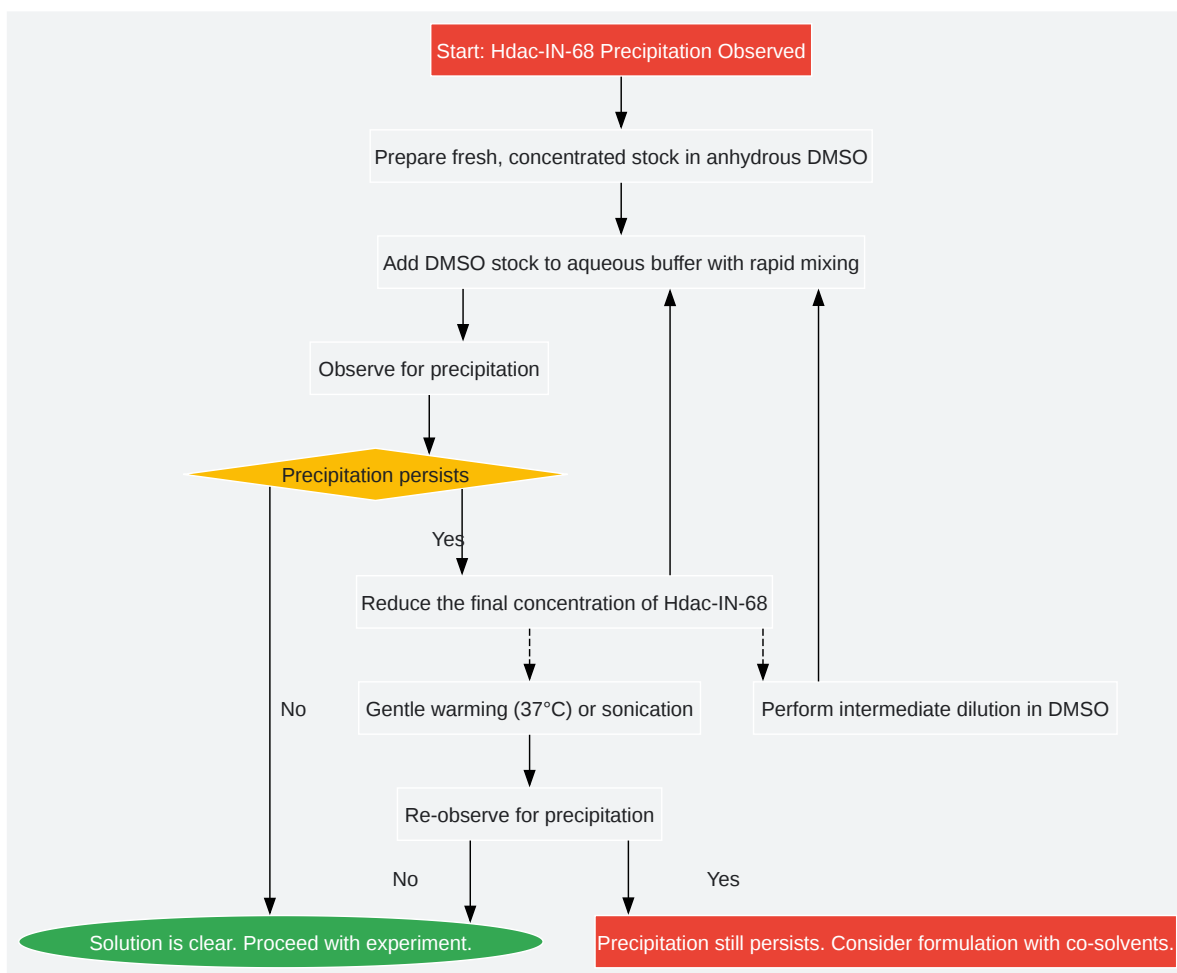 Start: Hdac-IN-68 Precipitation Observed
Prepare fresh, concentrated stock in anhydrous DMSO
Add DMSO stock to aqueous buffer with rapid mixing
Observe for precipitation
Precipitation persists
Yes
Reduce the final concentration of Hdac-IN-68
No
Gentle warming (37°C) or sonication
Perform intermediate dilution in DMSO
Re-observe for precipitation
No
Yes
Solution is clear. Proceed with experiment.
Precipitation still persists. Consider formulation with co-solvents.